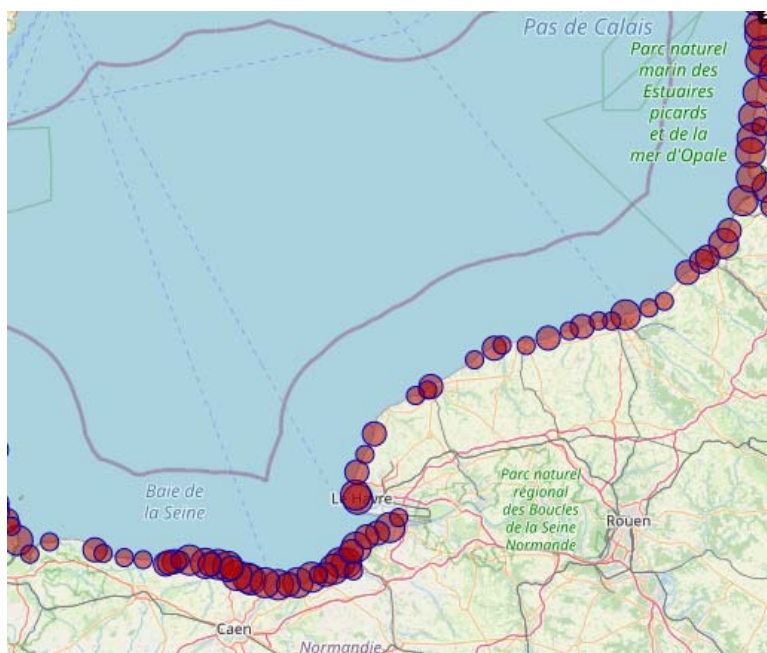 Pas de Calais
Parc naturel
marin des
Estuaires
picards
et de la
mer d'Opale
Baie de
la Seine
Le Havre
Parc naturel
régional
des Boucles
de la Seine
Normande
Rouen
Caen
Normandie